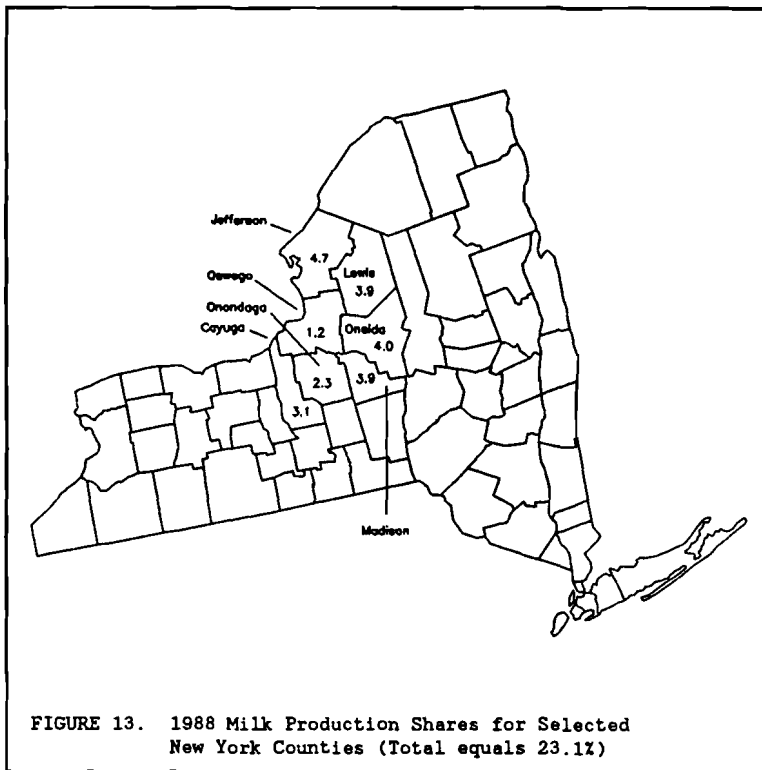 Jefferson
4.7
Lewis
3.9
Oswego
Onondaga
Cayuga
1.2
Oneida
4.0
2.3
3.9
3.1
Madison
FIGURE 13. 1988 Milk Production Shares for Selected
New York Counties (Total equals 23.1%)